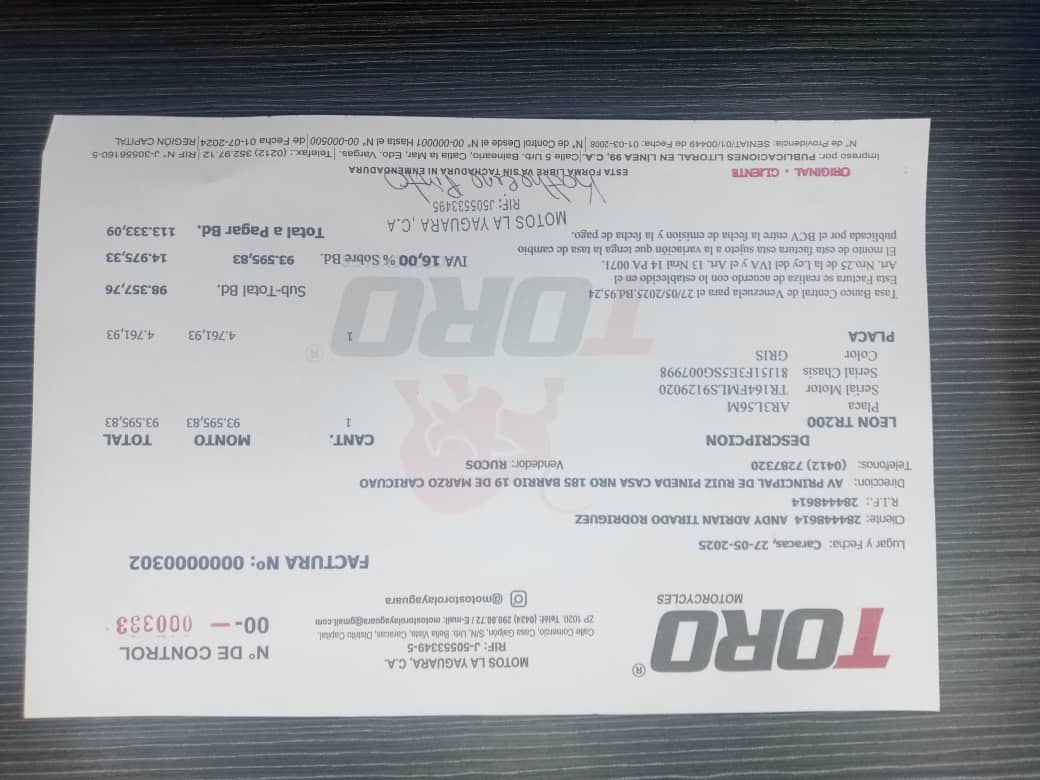 TORO ®
MOTORCYCLES
MOTOS LA YAGUARA, C.A.
RIF: J-50553349-5
Calle Comercio, Casa Galpón, S/N, Urb. Bella Vista, Caracas, Distrito Capital.
ZP 1020. Teléf: (0424) 290.80.72 / E-mail: motostorolayaguara@gmail.com
@motostorolayaguara
N° DE CONTROL
00- 000333
FACTURA Nº: 0000000302
Lugar y Fecha: Caracas, 27-05-2025
Cliente: 284448614 ANDY ADRIAN TIRADO RODRIGUEZ
R.I.F.: 284448614
Direccion: AV PRINCIPAL DE RUIZ PINEDA CASA NRO 185 BARRIO 19 DE MARZO CARICUAO
Telefonos: (0412) 7287320 Vendedor: RUCOS
DESCRIPCION CANT. MONTO TOTAL
LEON TR200 1 93.595,83 93.595,83
Placa AR3L56M
Serial Motor TR164FMLS9129020
Serial Chasis 81J51F3E5SG007998
Color GRIS
PLACA 1 4.761,93 4.761,93
TORO ®
Tasa Banco Central de Venezuela para el 27/05/2025:Bd.95,24
Sub-Total Bd. 98.357,76
Esta Factura se realiza de acuerdo con lo establecido en el
Art. Nro.25 de la Ley del IVA y el Art. 13 Nral 14 PA 0071.
IVA 16,00 % Sobre Bd. 93.595,83 14.975,33
El monto de esta factura esta sujeto a la variación que tenga la tasa de cambio
publicada por el BCV entre la fecha de emision y la fecha de pago.
Total a Pagar Bd. 113.333,09
MOTOS LA YAGUARA, C.A
RIF: J505533495
ORIGINAL - CLIENTE
ESTA FORMA LIBRE VA SIN TACHADURA NI ENMENDADURA
Impreso por: PUBLICACIONES LITORAL EN LINEA 99, C.A. Calle 5 Urb. Balneario, Catia la Mar, Edo. Vargas. Telefax.: (0212) 352.97.12 RIF N° J-30556160-5
N° de Providencia: SENIAT/01/00449 de Fecha: 01-03-2008 N° de Control Desde el N° 00-000001 Hasta el N° 00-000500 de Fecha 01-07-2024 REGIÓN CAPITAL